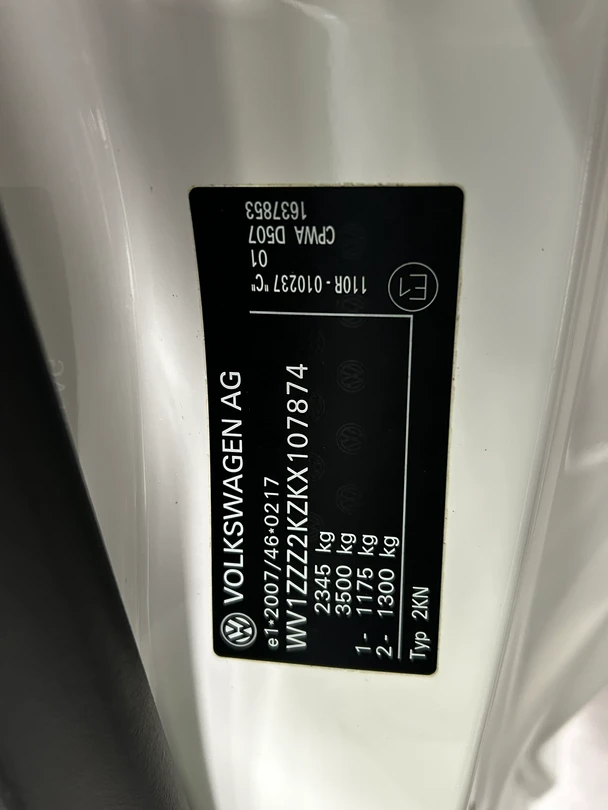 VOLKSWAGEN AG
e1*2007/46*0217
WV1ZZZ2KZKX107874
2345 kg
3500 kg
1- 1175 kg
2- 1300 kg
Typ 2KN
E1
110R-010237 "C"
01
CPWA D507
1637853